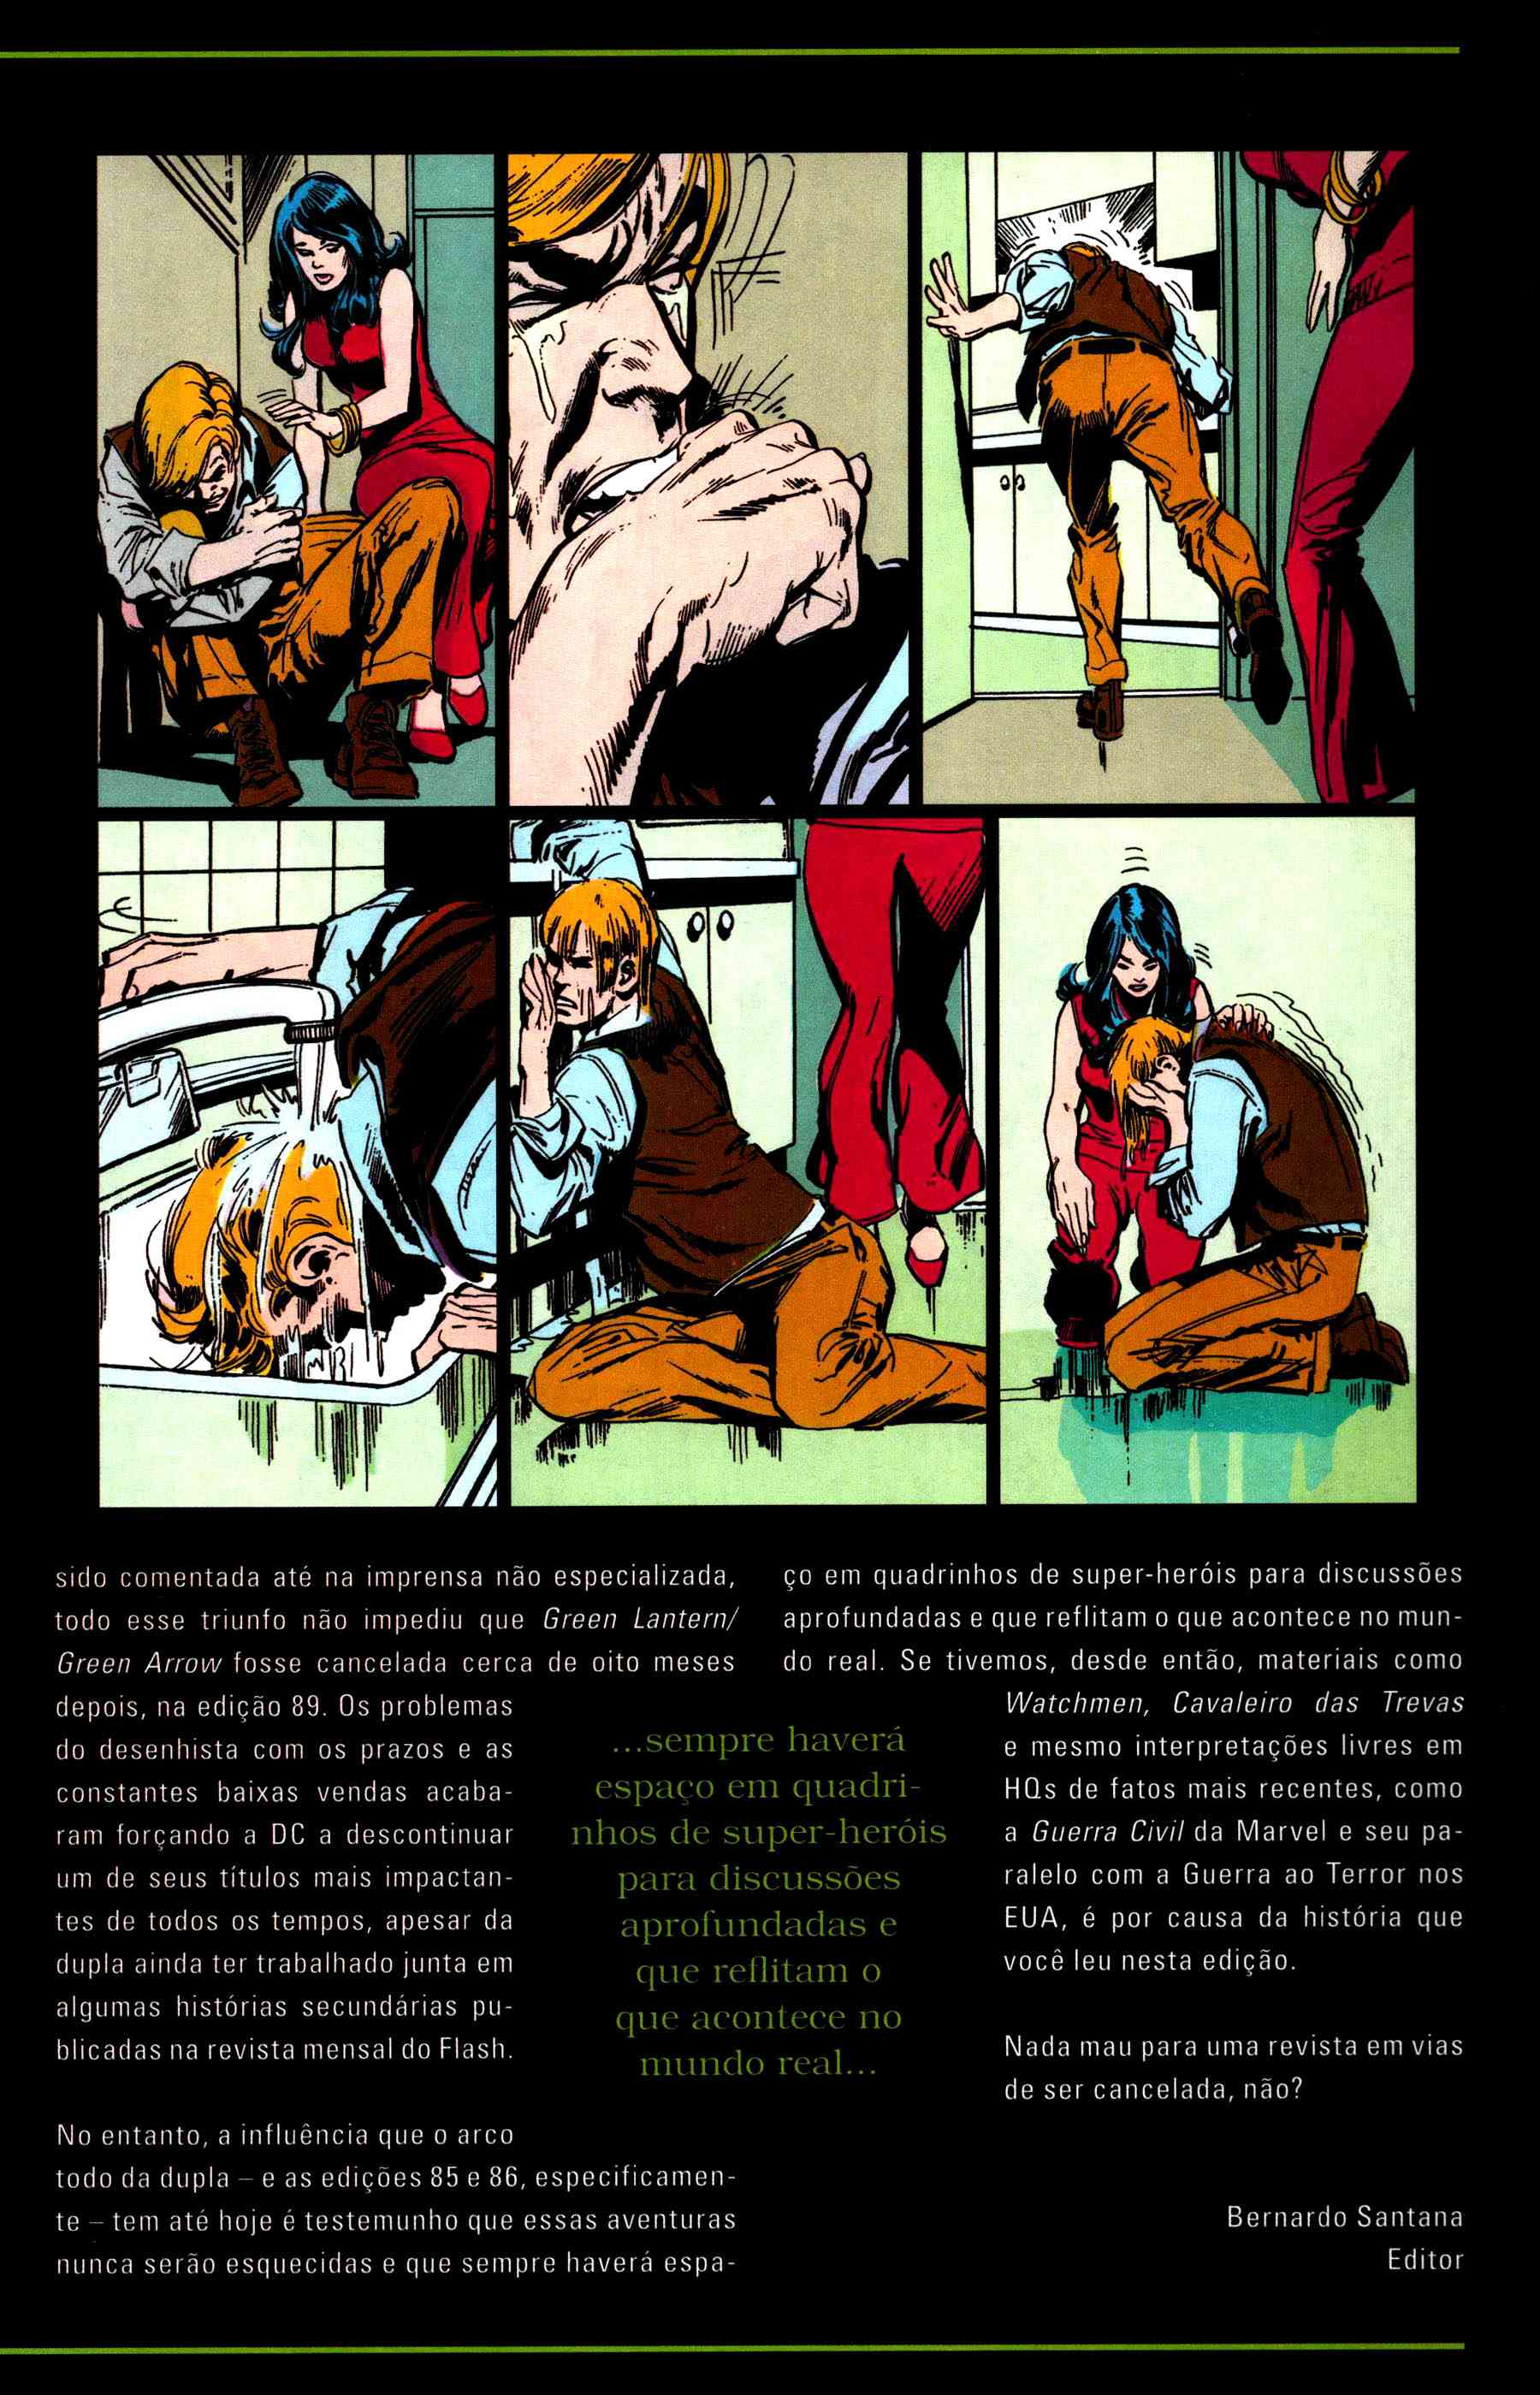 sido comentada até na imprensa não especializada,
todo esse triunfo não impediu que Green Lantern/
Green Arrow fosse cancelada cerca de oito meses
depois, na edição 89. Os problemas
do desenhista com os prazos e as
constantes baixas vendas acaba-
ram forçando a DC a descontinuar
um de seus títulos mais impactan-
tes de todos os tempos, apesar da
dupla ainda ter trabalhado junta em
algumas histórias secundárias pu-
blicadas na revista mensal do Flash.
No entanto, a influência que o arco
todo da dupla – e as edições 85 e 86, especificamen-
te – tem até hoje é testemunho que essas aventuras
nunca serão esquecidas e que sempre haverá espa-
...sempre haverá
espaço em quadri-
nhos de super-heróis
para discussões
aprofundadas e
que reflitam o
que acontece no
mundo real...
ço em quadrinhos de super-heróis para discussões
aprofundadas e que reflitam o que acontece no mun-
do real. Se tivemos, desde então, materiais como
Watchmen, Cavaleiro das Trevas
e mesmo interpretações livres em
HQs de fatos mais recentes, como
a Guerra Civil da Marvel e seu pa-
ralelo com a Guerra ao Terror nos
EUA, é por causa da história que
você leu nesta edição.
Nada mau para uma revista em vias
de ser cancelada, não?
Bernardo Santana
Editor